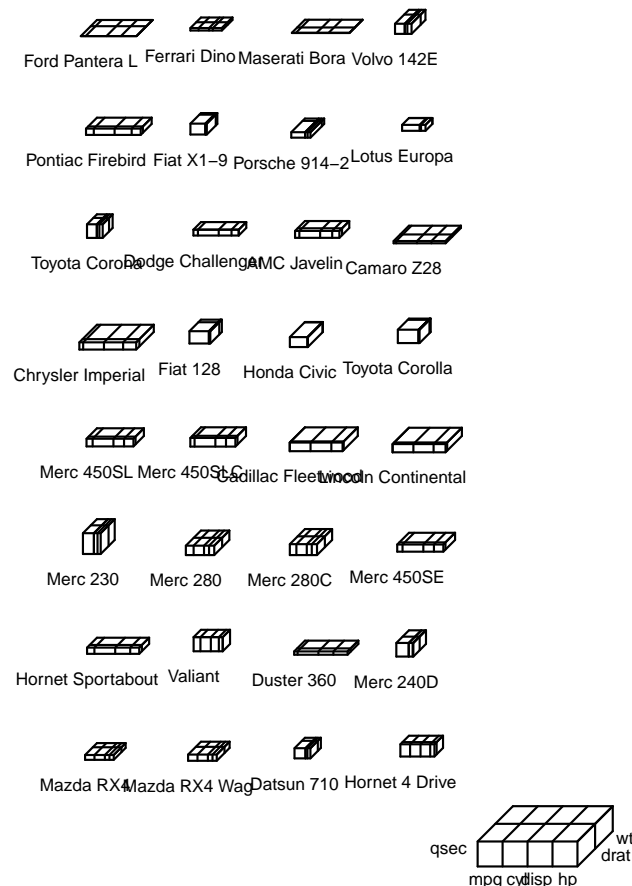 Ford Pantera L Ferrari Dino Maserati Bora Volvo 142E
Pontiac Firebird Fiat X1−9 Porsche 914−2 Lotus Europa
Toyota Corona Dodge Challenger AMC Javelin Camaro Z28
Chrysler Imperial Fiat 128 Honda Civic Toyota Corolla
Merc 450SL Merc 450SLC Cadillac Fleetwood Lincoln Continental
Merc 230 Merc 280 Merc 280C Merc 450SE
Hornet Sportabout Valiant Duster 360 Merc 240D
Mazda RX4 Mazda RX4 Wag Datsun 710 Hornet 4 Drive
qsec wt
drat
mpg cyl disp hp